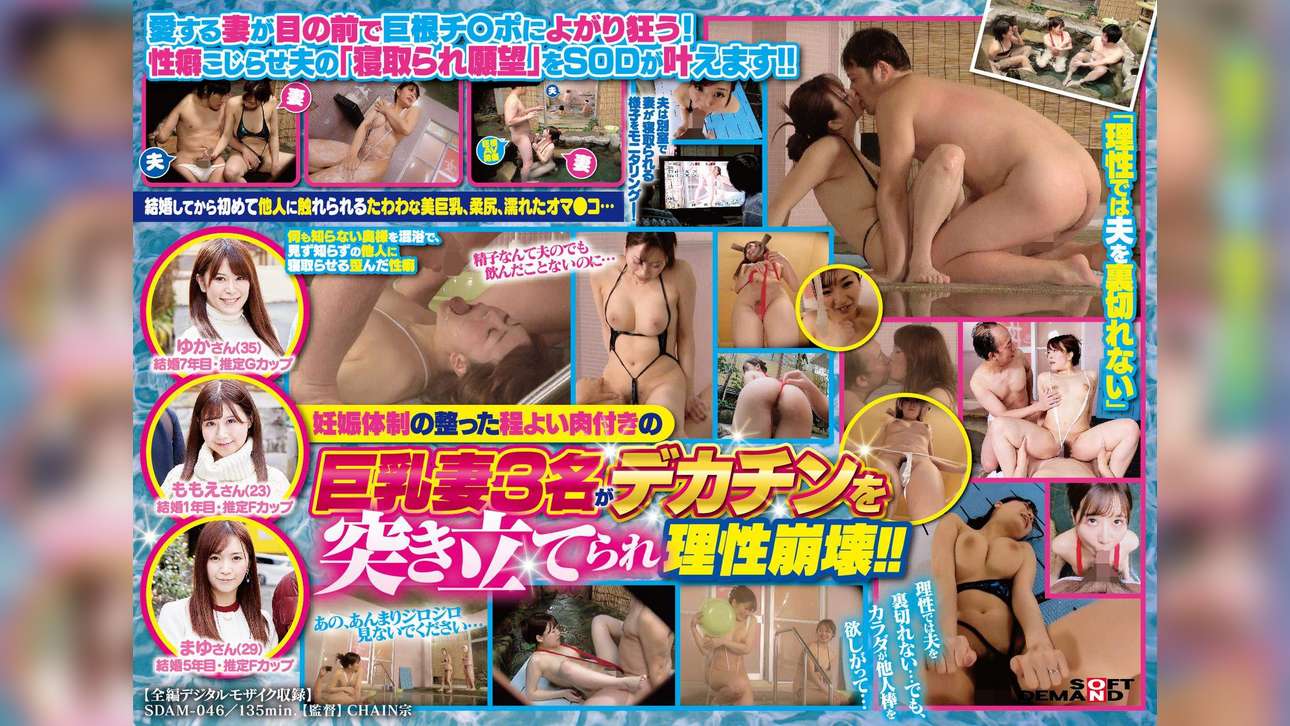 愛する妻が目の前で巨根チ〇ポによがり狂う!
性癖こじらせ夫の「寝取られ願望」をSODが叶えます!!
夫
妻
夫
妻
夫は別室で
妻が寝取られる
様子をモニタリング!
「理性では夫を裏切れない」
結婚してから初めて他人に触れられるたわわな美巨乳、柔尻、濡れたオマ●コ…
何も知らない奥様を混浴で、
見ず知らずの他人に
寝取らせる歪んだ性癖
精子なんて夫のでも
飲んだことないのに…
ゆかさん(35)
結婚7年目・推定Gカップ
ももえさん(23)
結婚1年目・推定Fカップ
まゆさん(29)
結婚5年目・推定Fカップ
妊娠体制の整った程よい肉付きの
巨乳妻3名がデカチンを
突き立てられ理性崩壊!!
あの、あんまりジロジロ
見ないでください…
理性では夫を
裏切れない…でも、
カラダが他人棒を
欲しがって…
【全編デジタルモザイク収録】
SDAM-046/135min.【監督】CHAIN宗
SOFT
ON
DEMAND